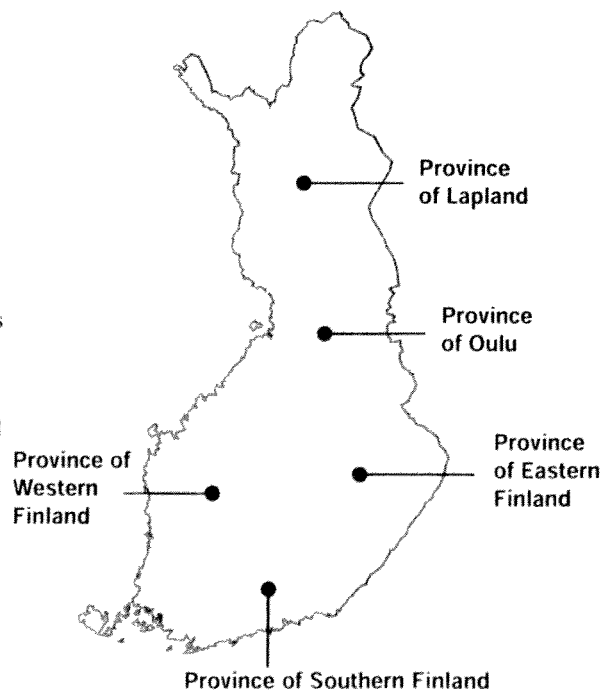 Province
of Lapland
Province
of Oulu
Province
of Eastern
Finland
Province of
Western
Finland
Province of Southern Finland